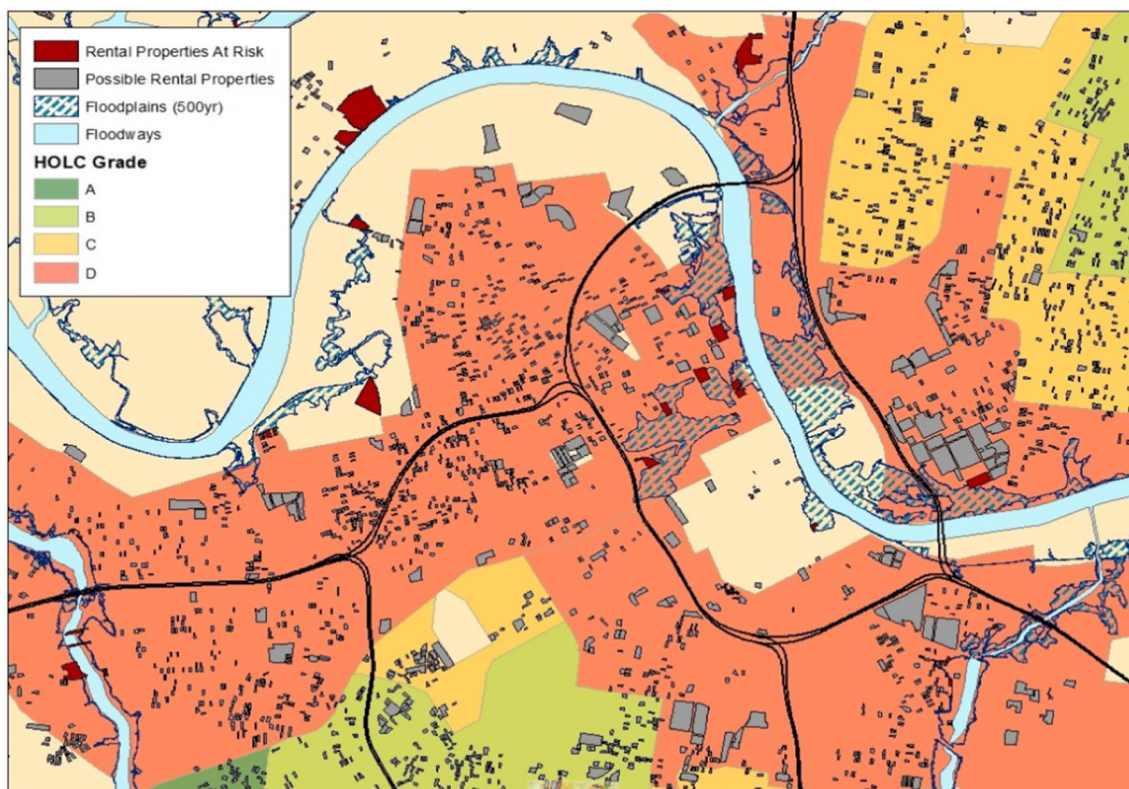 Rental Properties At Risk
Possible Rental Properties
Floodplains (500yr)
Floodways
HOLC Grade
A
B
C
D